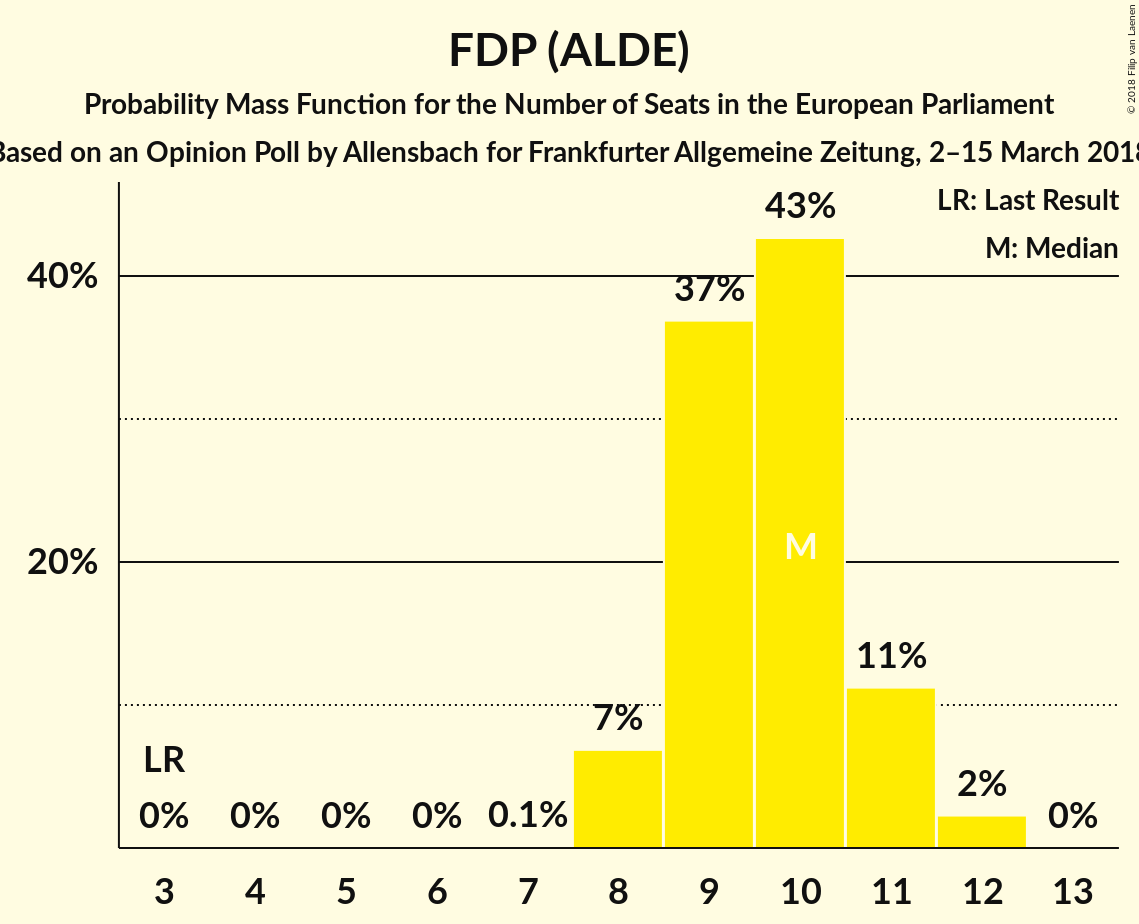 FDP (ALDE)
Probability Mass Function for the Number of Seats in the European Parliament
Based on an Opinion Poll by Allensbach for Frankfurter Allgemeine Zeitung, 2–15 March 2018
© 2018 Filip van Laenen
LR: Last Result
M: Median
40%
20%
LR
0%
0%
0%
0%
0.1%
7%
37%
43%
M
11%
2%
0%
3 4 5 6 7 8 9 10 11 12 13